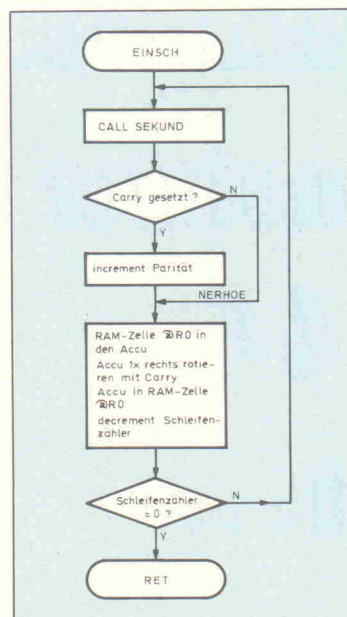 EINSCH
CALL SEKUND
Carry gesetzt ?
N
Y
increment Parität
NERHOE
RAM-Zelle @R0 in
den Accu
Accu 1x rechts rotie-
ren mit Carry
Accu in RAM-Zelle
@R0
decrement Schleifen-
zähler
Schleifenzähler
= 0 ?
N
Y
RET